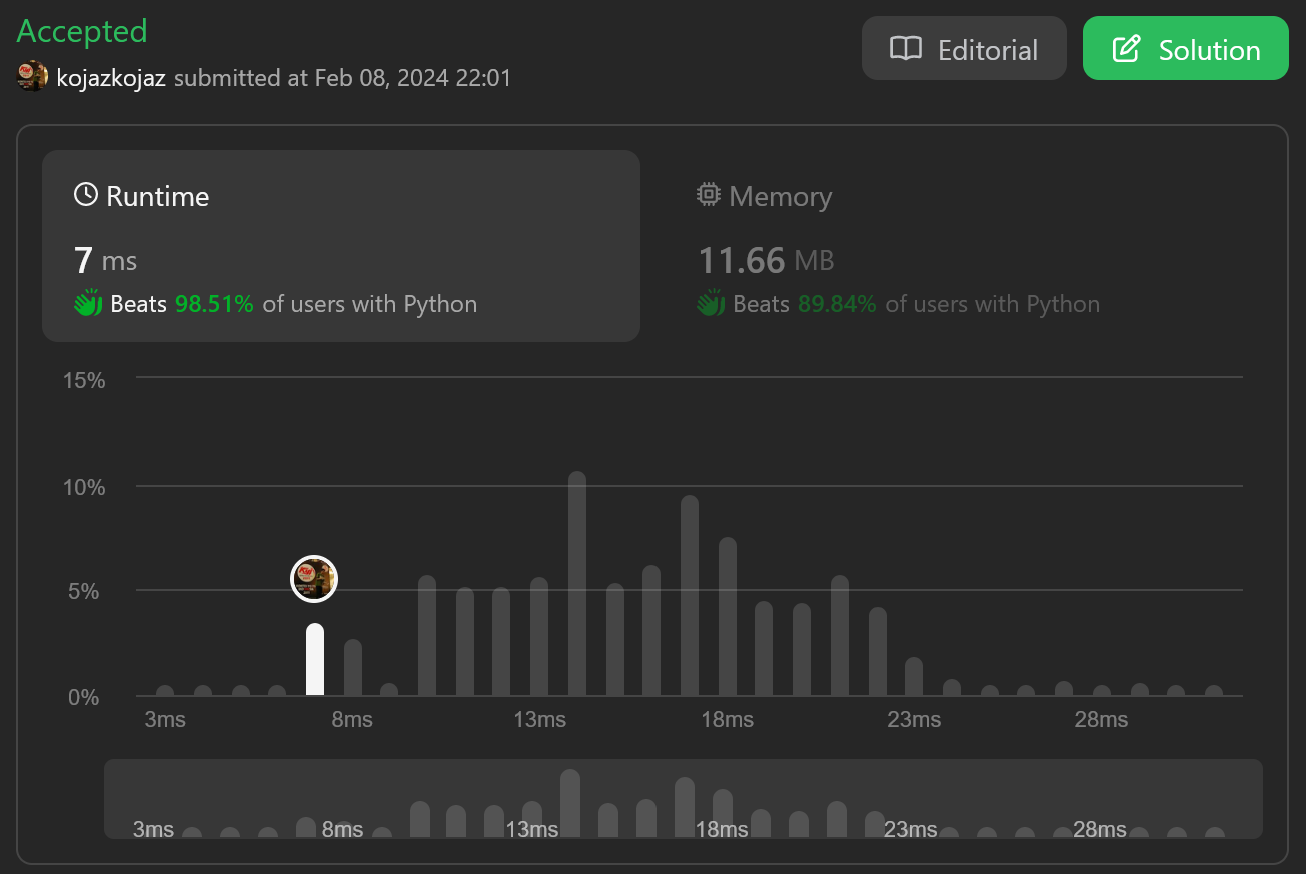 Accepted
kojazkojaz submitted at Feb 08, 2024 22:01
Editorial
Solution
Runtime
7 ms
Beats 98.51% of users with Python
Memory
11.66 MB
Beats 89.84% of users with Python
15%
10%
5%
0%
3ms 8ms 13ms 18ms 23ms 28ms
3ms 8ms 13ms 18ms 23ms 28ms